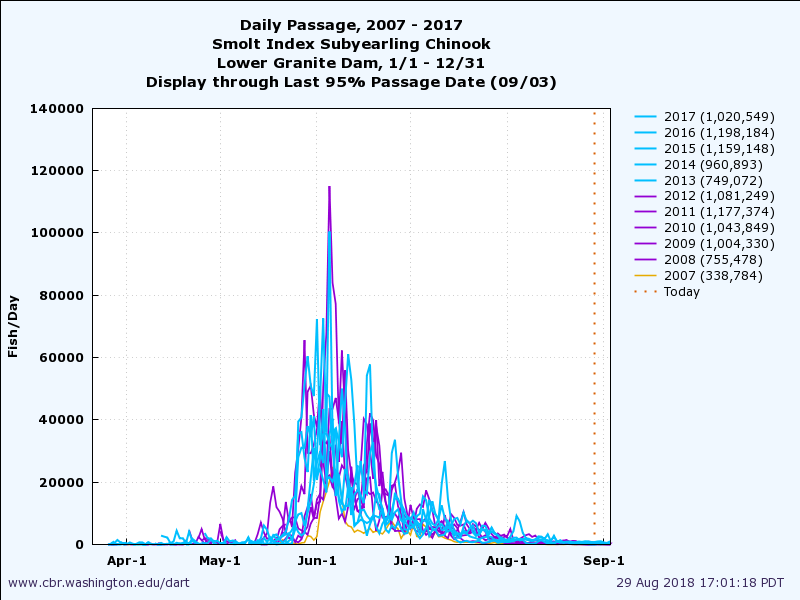 Daily Passage, 2007 - 2017
Smolt Index Subyearling Chinook
Lower Granite Dam, 1/1 - 12/31
Display through Last 95% Passage Date (09/03)
140000
120000
100000
80000
60000
40000
20000
0
Fish/Day
Apr-1 May-1 Jun-1 Jul-1 Aug-1 Sep-1
2017 (1,020,549)
2016 (1,198,184)
2015 (1,159,148)
2014 (960,893)
2013 (749,072)
2012 (1,081,249)
2011 (1,177,374)
2010 (1,043,849)
2009 (1,004,330)
2008 (755,478)
2007 (338,784)
Today
www.cbr.washington.edu/dart
29 Aug 2018 17:01:18 PDT